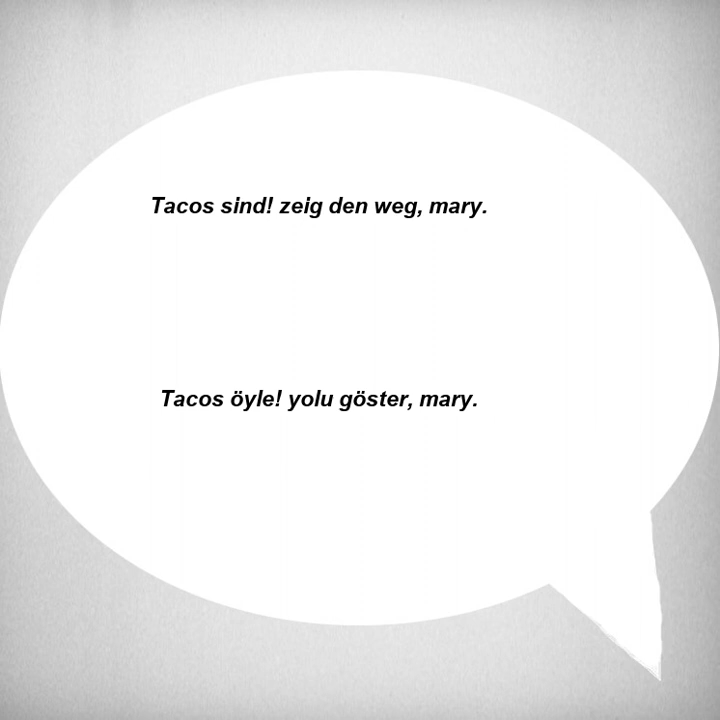 Tacos sind! zeig den weg, mary.
Tacos öyle! yolu göster, mary.